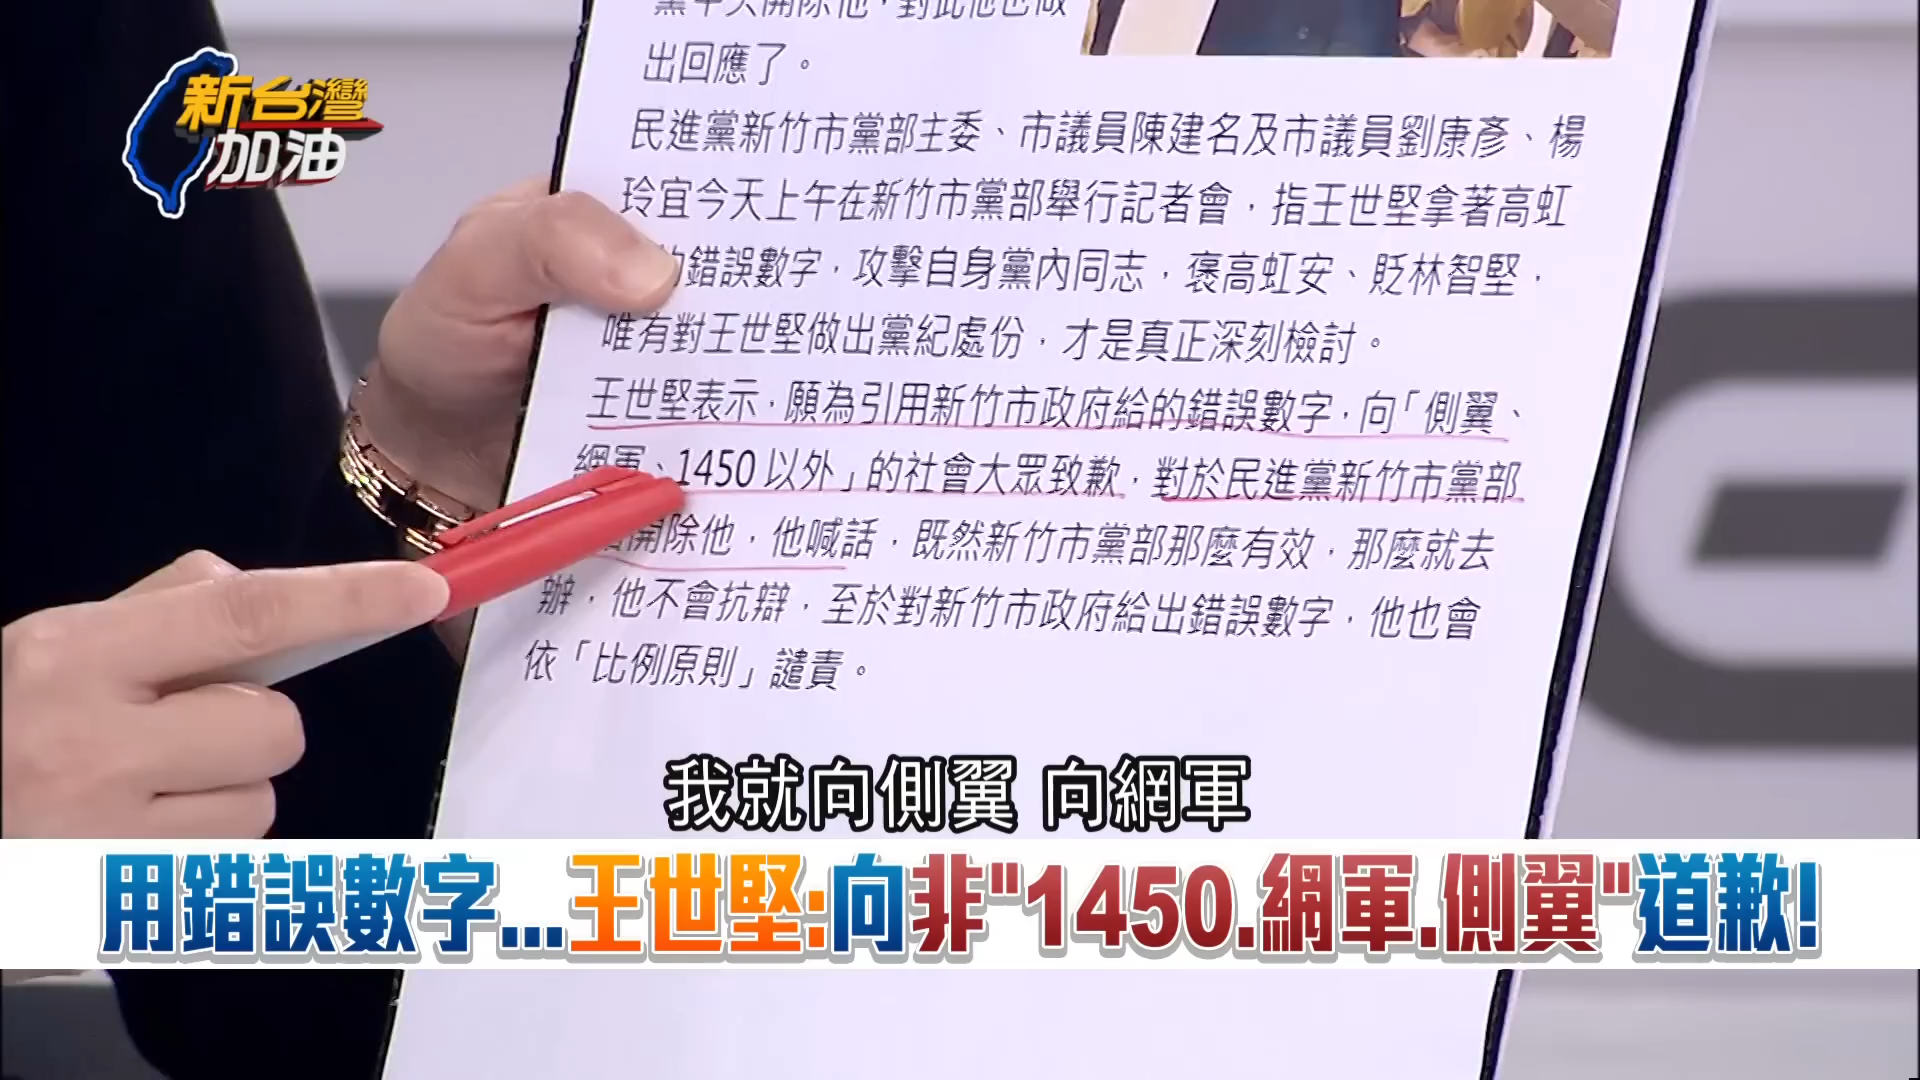 新台灣
加油
出回應了。
民進黨新竹市黨部主委、市議員陳建名及市議員劉康彥、楊
玲宜今天上午在新竹市黨部舉行記者會，指王世堅拿著高虹
的錯誤數字，攻擊自身黨內同志，褒高虹安、貶林智堅，
唯有對王世堅做出黨紀處份，才是真正深刻檢討。
王世堅表示，願為引用新竹市政府給的錯誤數字，向「側翼、
網軍、1450以外」的社會大眾致歉，對於民進黨新竹市黨部
開除他，他喊話，既然新竹市黨部那麼有效，那麼就去
辦，他不會抗辯，至於對新竹市政府給出錯誤數字，他也會
依「比例原則」譴責。
我就向側翼 向網軍
用錯誤數字...王世堅:向非"1450.網軍.側翼"道歉!